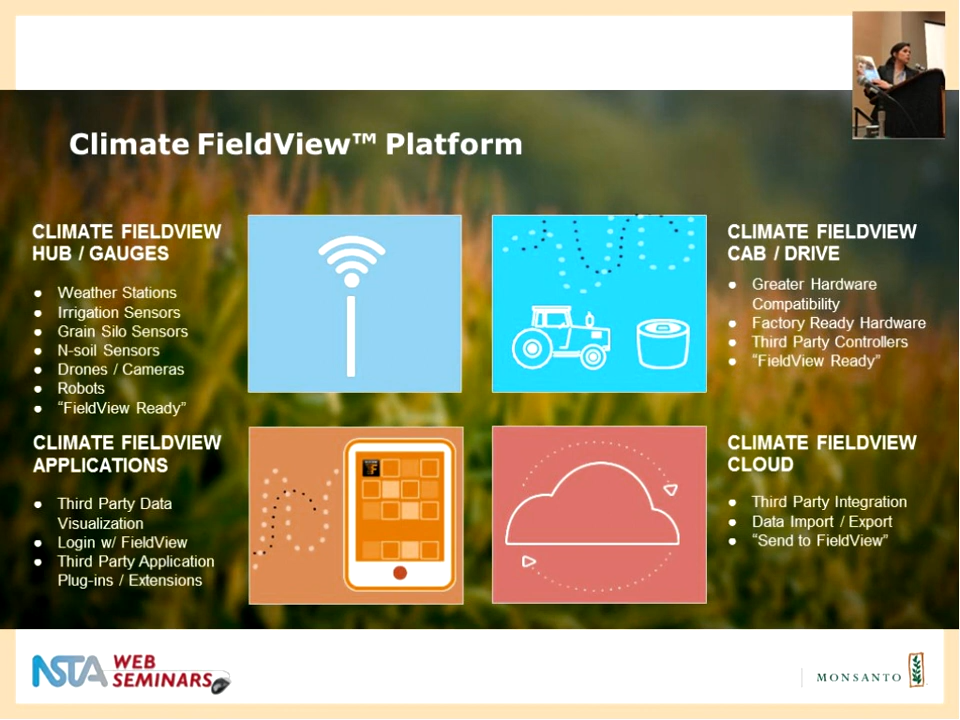 Climate FieldView™ Platform
CLIMATE FIELDVIEW
HUB / GAUGES
● Weather Stations
● Irrigation Sensors
● Grain Silo Sensors
● N-soil Sensors
● Drones / Cameras
● Robots
● “FieldView Ready”
CLIMATE FIELDVIEW
CAB / DRIVE
● Greater Hardware
Compatibility
● Factory Ready Hardware
● Third Party Controllers
● “FieldView Ready”
CLIMATE FIELDVIEW
APPLICATIONS
● Third Party Data
Visualization
● Login w/ FieldView
● Third Party Application
Plug-ins / Extensions
CLIMATE FIELDVIEW
CLOUD
● Third Party Integration
● Data Import / Export
● “Send to FieldView”
NSTA WEB
SEMINARS
MONSANTO